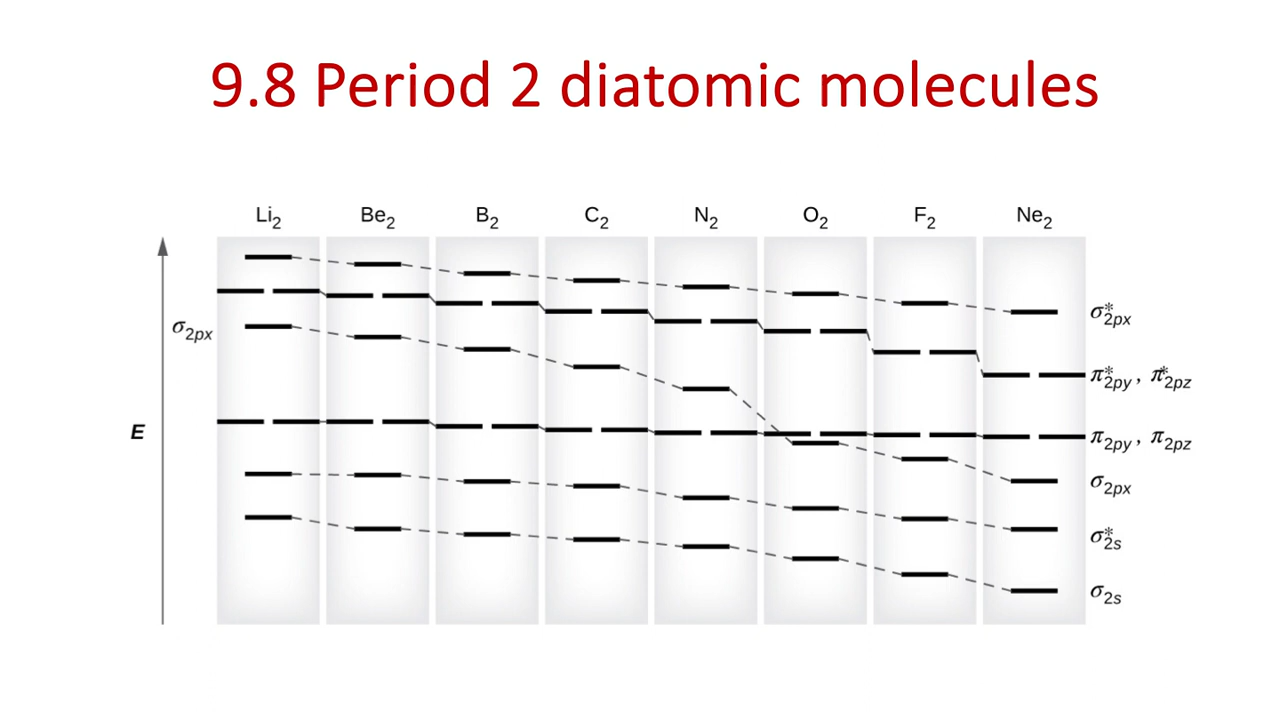 9.8 Period 2 diatomic molecules
Li₂ Be₂ B₂ C₂ N₂ O₂ F₂ Ne₂
σ*₂px
σ₂px
π*₂py , π*₂pz
E
π₂py , π₂pz
σ₂px
σ*₂s
σ₂s